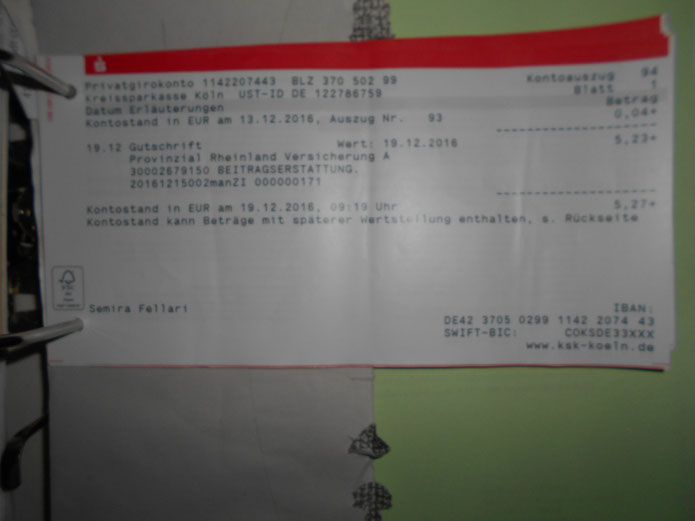 Privatgirokonto 1142207443 BLZ 370 502 99 Kontoauszug 94
Kreissparkasse Köln UST-ID DE 122786759 Blatt 1
Datum Erläuterungen Betrag
Kontostand in EUR am 13.12.2016, Auszug Nr. 93 0,04+
19.12 Gutschrift Wert: 19.12.2016 5,23+
Provinzial Rheinland Versicherung A
30002679150 BEITRAGSERSTATTUNG.
20161215002manZI 000000171
Kontostand in EUR am 19.12.2016, 09:19 Uhr 5,27+
Kontostand kann Beträge mit späterer Wertstellung enthalten, s. Rückseite
FSC
Semira Fellari IBAN:
DE42 3705 0299 1142 2074 43
SWIFT-BIC: COKSDE33XXX
www.ksk-koeln.de